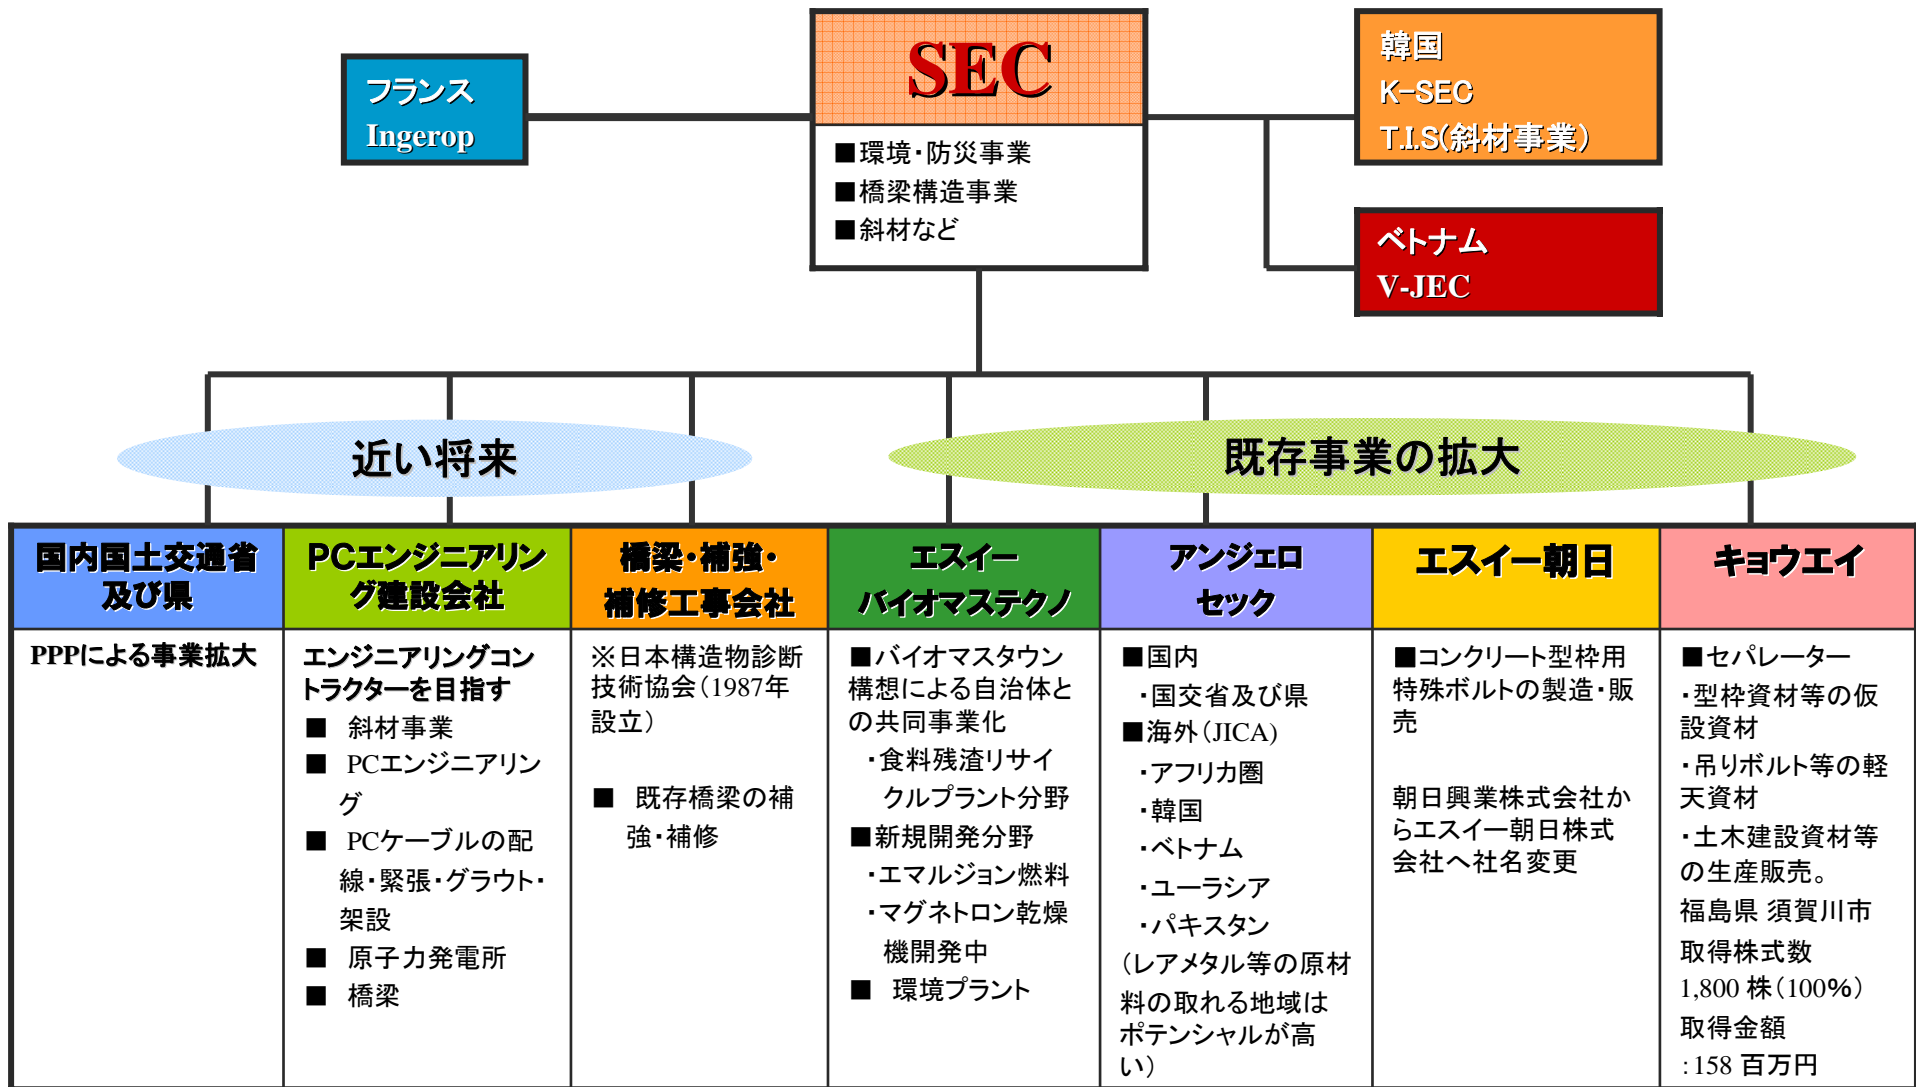 フランス
Ingerop
SEC
■環境・防災事業
■橋梁構造事業
■斜材など
韓国
K-SEC
T.I.S(斜材事業)
ベトナム
V-JEC
近い将来
既存事業の拡大
国内国土交通省
及び県
PPPによる事業拡大
PCエンジニアリン
グ建設会社
エンジニアリングコン
トラクターを目指す
■ 斜材事業
■ PCエンジニアリン
グ
■ PCケーブルの配
線・緊張・グラウト・
架設
■ 原子力発電所
■ 橋梁
橋梁・補強・
補修工事会社
※日本構造物診断
技術協会(1987年
設立)
■ 既存橋梁の補
強・補修
エスイー
バイオマステクノ
■バイオマスタウン
構想による自治体と
の共同事業化
・食料残渣リサイ
クルプラント分野
■新規開発分野
・エマルジョン燃料
・マグネトロン乾燥
機開発中
■ 環境プラント
アンジェロ
セック
■国内
・国交省及び県
■海外(JICA)
・アフリカ圏
・韓国
・ベトナム
・ユーラシア
・パキスタン
(レアメタル等の原材
料の取れる地域は
ポテンシャルが高
い)
エスイー朝日
■コンクリート型枠用
特殊ボルトの製造・販
売
朝日興業株式会社か
らエスイー朝日株式
会社へ社名変更
キョウエイ
■セパレーター
・型枠資材等の仮
設資材
・吊りボルト等の軽
天資材
・土木建設資材等
の生産販売。
福島県 須賀川市
取得株式数
1,800 株(100%)
取得金額
:158 百万円